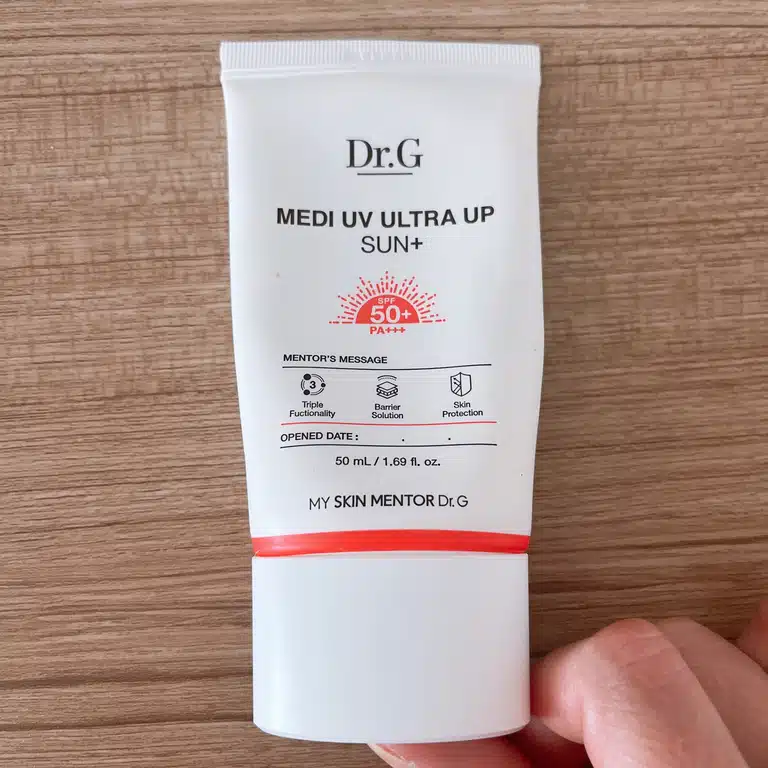 Dr.G
MEDI UV ULTRA UP
SUN+
SPF
50+
PA+++
MENTOR'S MESSAGE
3
Triple
Fuctionality
Barrier
Solution
Skin
Protection
OPENED DATE : . .
50 mL / 1.69 fl. oz.
MY SKIN MENTOR Dr.G